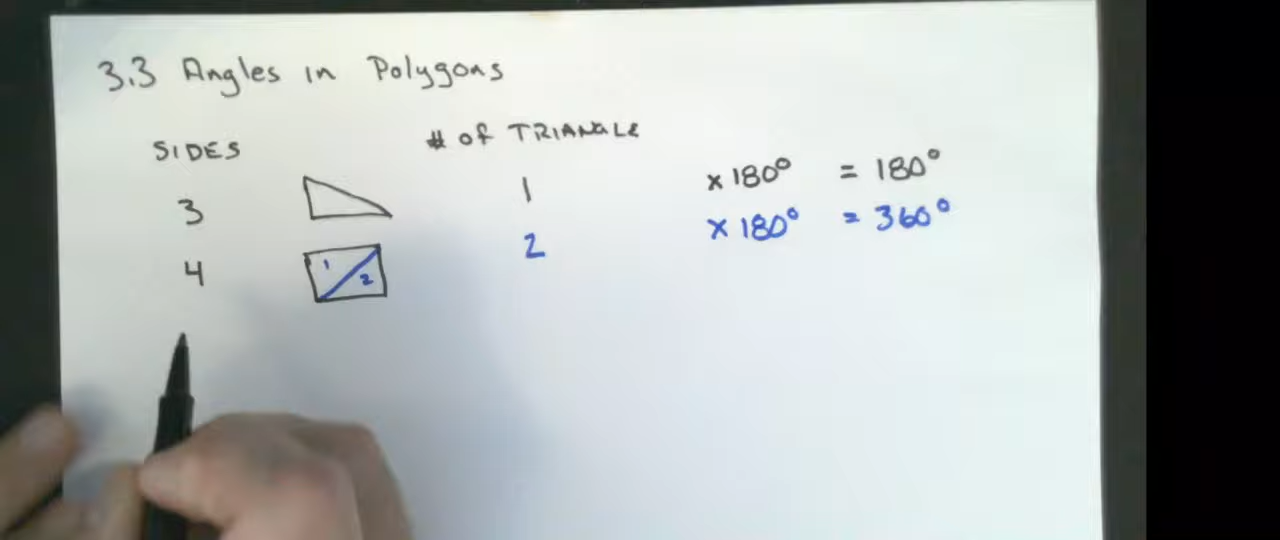 3.3 Angles in Polygons
SIDES # of TRIANGLE
3 1 x 180° = 180°
4 1 2 2 x 180° = 360°